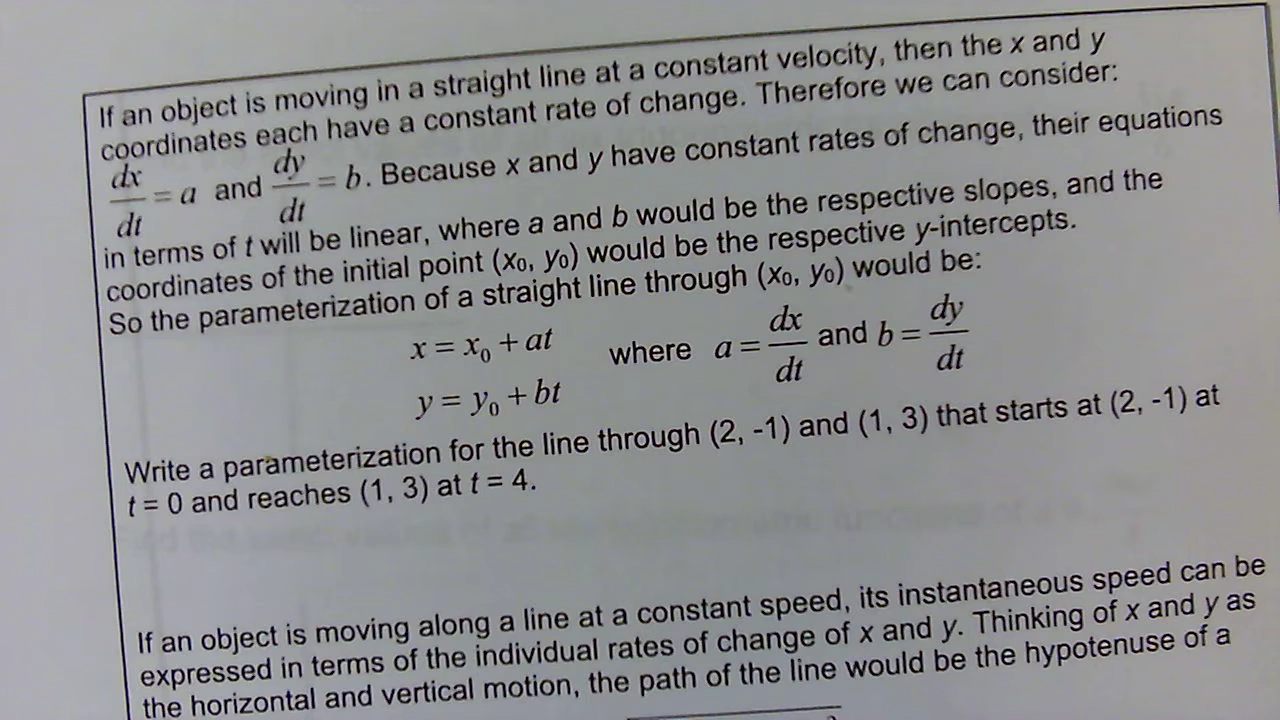 If an object is moving in a straight line at a constant velocity, then the x and y
coordinates each have a constant rate of change. Therefore we can consider:
dx/dt = a and dy/dt = b. Because x and y have constant rates of change, their equations
in terms of t will be linear, where a and b would be the respective slopes, and the
coordinates of the initial point (x₀, y₀) would be the respective y-intercepts.
So the parameterization of a straight line through (x₀, y₀) would be:
x = x₀ + at where a = dx/dt and b = dy/dt
y = y₀ + bt
Write a parameterization for the line through (2, -1) and (1, 3) that starts at (2, -1) at
t = 0 and reaches (1, 3) at t = 4.
If an object is moving along a line at a constant speed, its instantaneous speed can be
expressed in terms of the individual rates of change of x and y. Thinking of x and y as
the horizontal and vertical motion, the path of the line would be the hypotenuse of a